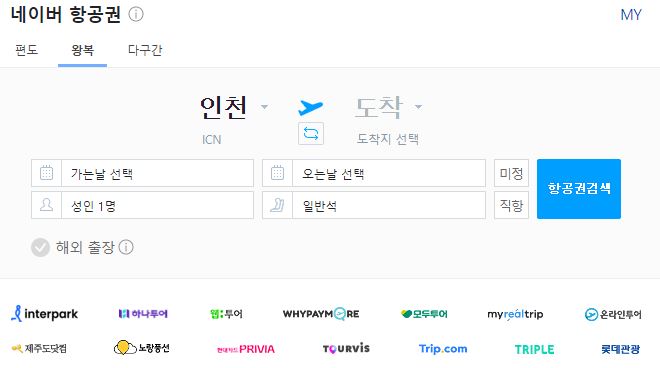 네이버 항공권 MY
편도 왕복 다구간
인천 도착
ICN 도착지 선택
가는날 선택 오는날 선택 미정
항공권검색
성인 1명 일반석 직항
해외 출장
interpark 하나투어 웹투어 WHYPAYMORE 모두투어 myrealtrip 온라인투어
제주도닷컴 노랑풍선 현대카드 PRIVIA TOURVIS Trip.com TRIPLE 롯데관광